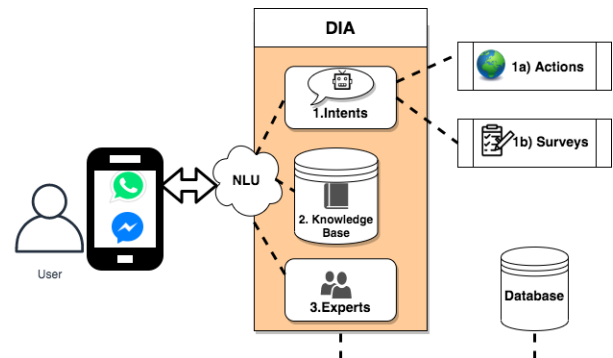 DIA
1.Intents
1a) Actions
1b) Surveys
NLU
2. Knowledge
Base
User
3.Experts
Database